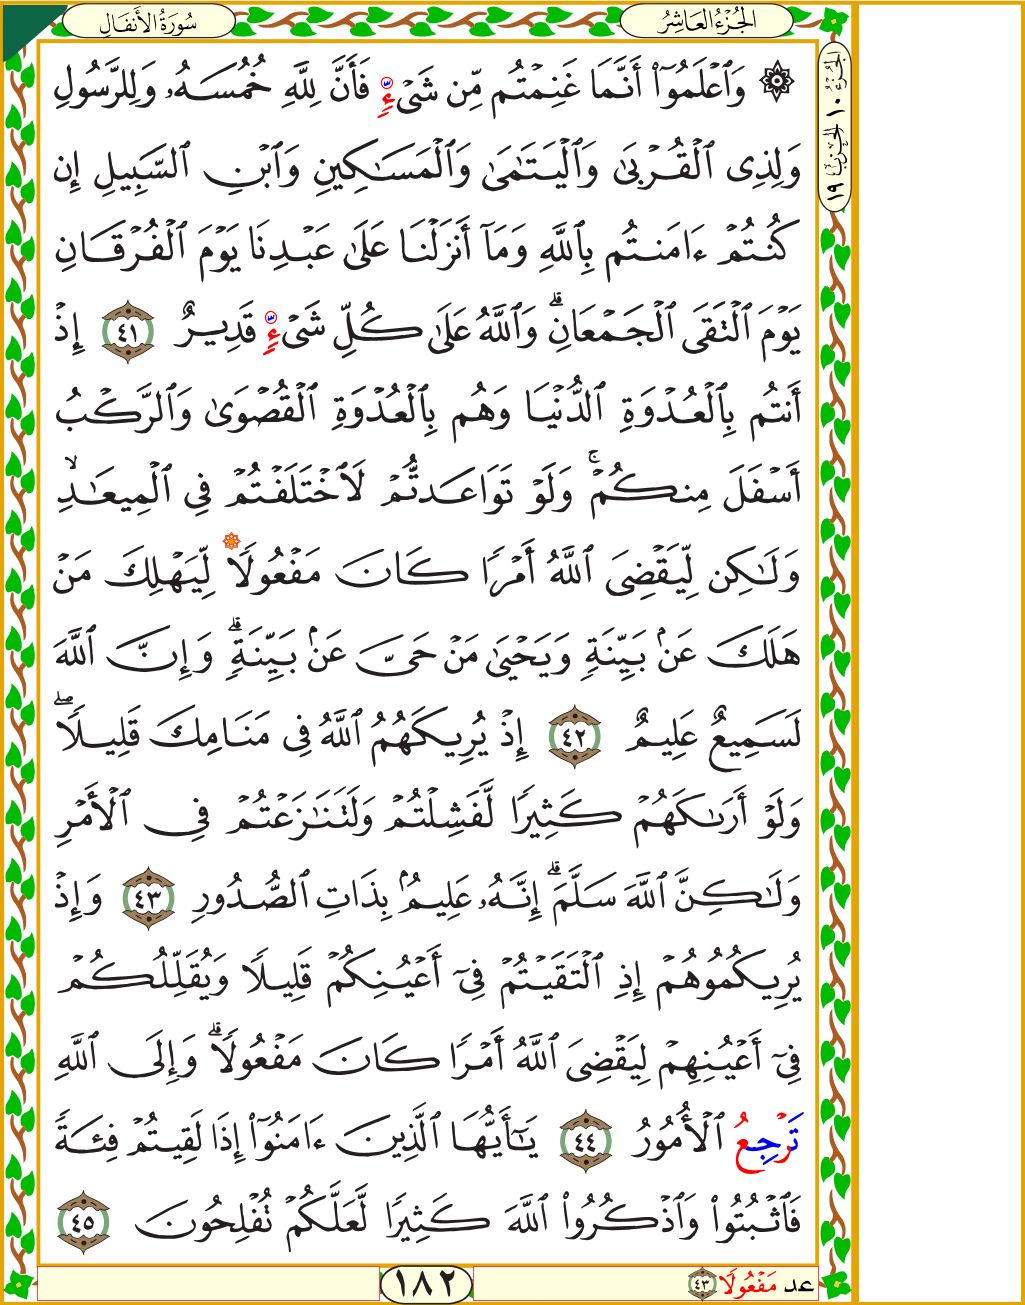 الجُزْءُ العَاشِرُ
سُورَةُ الأَنفَالِ
الجُزْءُ ١٠ الحِزْبُ ١٩
۞ وَٱعْلَمُوٓا۟ أَنَّمَا غَنِمْتُم مِّن شَىْءٍ فَأَنَّ لِلَّهِ خُمُسَهُۥ وَلِلرَّسُولِ
وَلِذِى ٱلْقُرْبَىٰ وَٱلْيَتَـٰمَىٰ وَٱلْمَسَـٰكِينِ وَٱبْنِ ٱلسَّبِيلِ إِن
كُنتُمْ ءَامَنتُم بِٱللَّهِ وَمَآ أَنزَلْنَا عَلَىٰ عَبْدِنَا يَوْمَ ٱلْفُرْقَانِ
يَوْمَ ٱلْتَقَى ٱلْجَمْعَانِ ۗ وَٱللَّهُ عَلَىٰ كُلِّ شَىْءٍ قَدِيرٌ ٤١ إِذْ
أَنتُم بِٱلْعُدْوَةِ ٱلدُّنْيَا وَهُم بِٱلْعُدْوَةِ ٱلْقُصْوَىٰ وَٱلرَّكْبُ
أَسْفَلَ مِنكُمْ ۚ وَلَوْ تَوَاعَدتُّمْ لَٱخْتَلَفْتُمْ فِى ٱلْمِيعَـٰدِ ۙ
وَلَـٰكِن لِّيَقْضِىَ ٱللَّهُ أَمْرًا كَانَ مَفْعُولًا لِّيَهْلِكَ مَنْ
هَلَكَ عَنۢ بَيِّنَةٍ وَيَحْيَىٰ مَنْ حَىَّ عَنۢ بَيِّنَةٍ ۗ وَإِنَّ ٱللَّهَ
لَسَمِيعٌ عَلِيمٌ ٤٢ إِذْ يُرِيكَهُمُ ٱللَّهُ فِى مَنَامِكَ قَلِيلًا ۖ
وَلَوْ أَرَىٰكَهُمْ كَثِيرًا لَّفَشِلْتُمْ وَلَتَنَـٰزَعْتُمْ فِى ٱلْأَمْرِ
وَلَـٰكِنَّ ٱللَّهَ سَلَّمَ ۗ إِنَّهُۥ عَلِيمٌۢ بِذَاتِ ٱلصُّدُورِ ٤٣ وَإِذْ
يُرِيكُمُوهُمْ إِذِ ٱلْتَقَيْتُمْ فِىٓ أَعْيُنِكُمْ قَلِيلًا وَيُقَلِّلُكُمْ
فِىٓ أَعْيُنِهِمْ لِيَقْضِىَ ٱللَّهُ أَمْرًا كَانَ مَفْعُولًا ۗ وَإِلَى ٱللَّهِ
تَرْجِعُ ٱلْأُمُورُ ٤٤ يَـٰٓأَيُّهَا ٱلَّذِينَ ءَامَنُوٓا۟ إِذَا لَقِيتُمْ فِئَةً
فَٱثْبُتُوا۟ وَٱذْكُرُوا۟ ٱللَّهَ كَثِيرًا لَّعَلَّكُمْ تُفْلِحُونَ ٤٥
عد مَفْعُولًا ٤٣
١٨٢